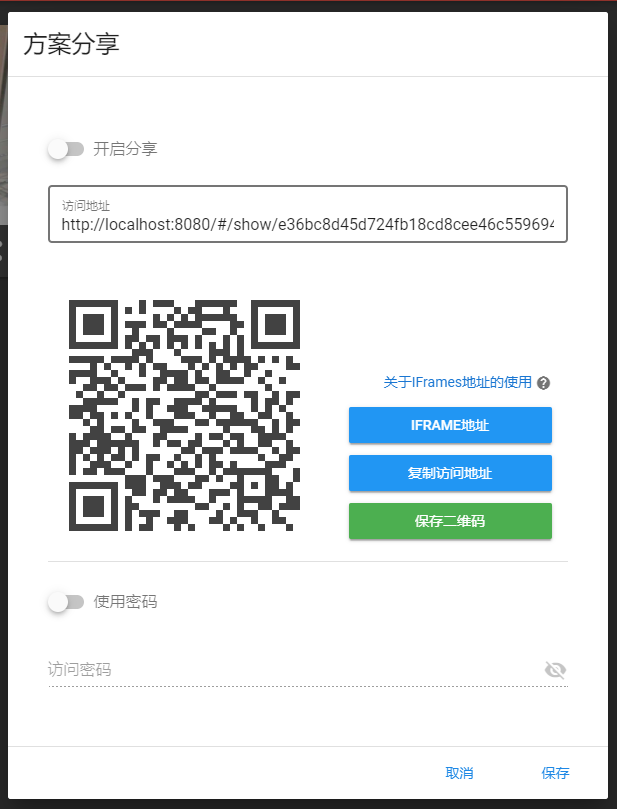 方案分享
开启分享
访问地址
http://localhost:8080/#/show/e36bc8d45d724fb18cd8cee46c559694
关于IFrames地址的使用
IFRAME地址
复制访问地址
保存二维码
使用密码
访问密码
取消
保存